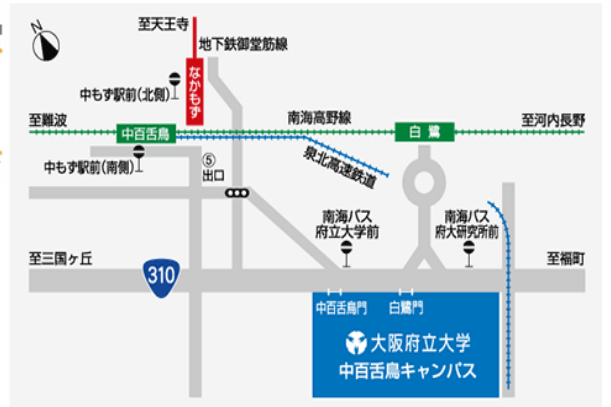 至天王寺
地下鉄御堂筋線
なかもず
中もず駅前(北側)
至難波
中百舌鳥
南海高野線
白鷺
至河内長野
中もず駅前(南側)
⑤
出口
泉北高速鉄道
南海バス
府立大学前
南海バス
府大研究所前
至三国ヶ丘
310
至福町
中百舌鳥門
白鷺門
大阪府立大学
中百舌鳥キャンパス